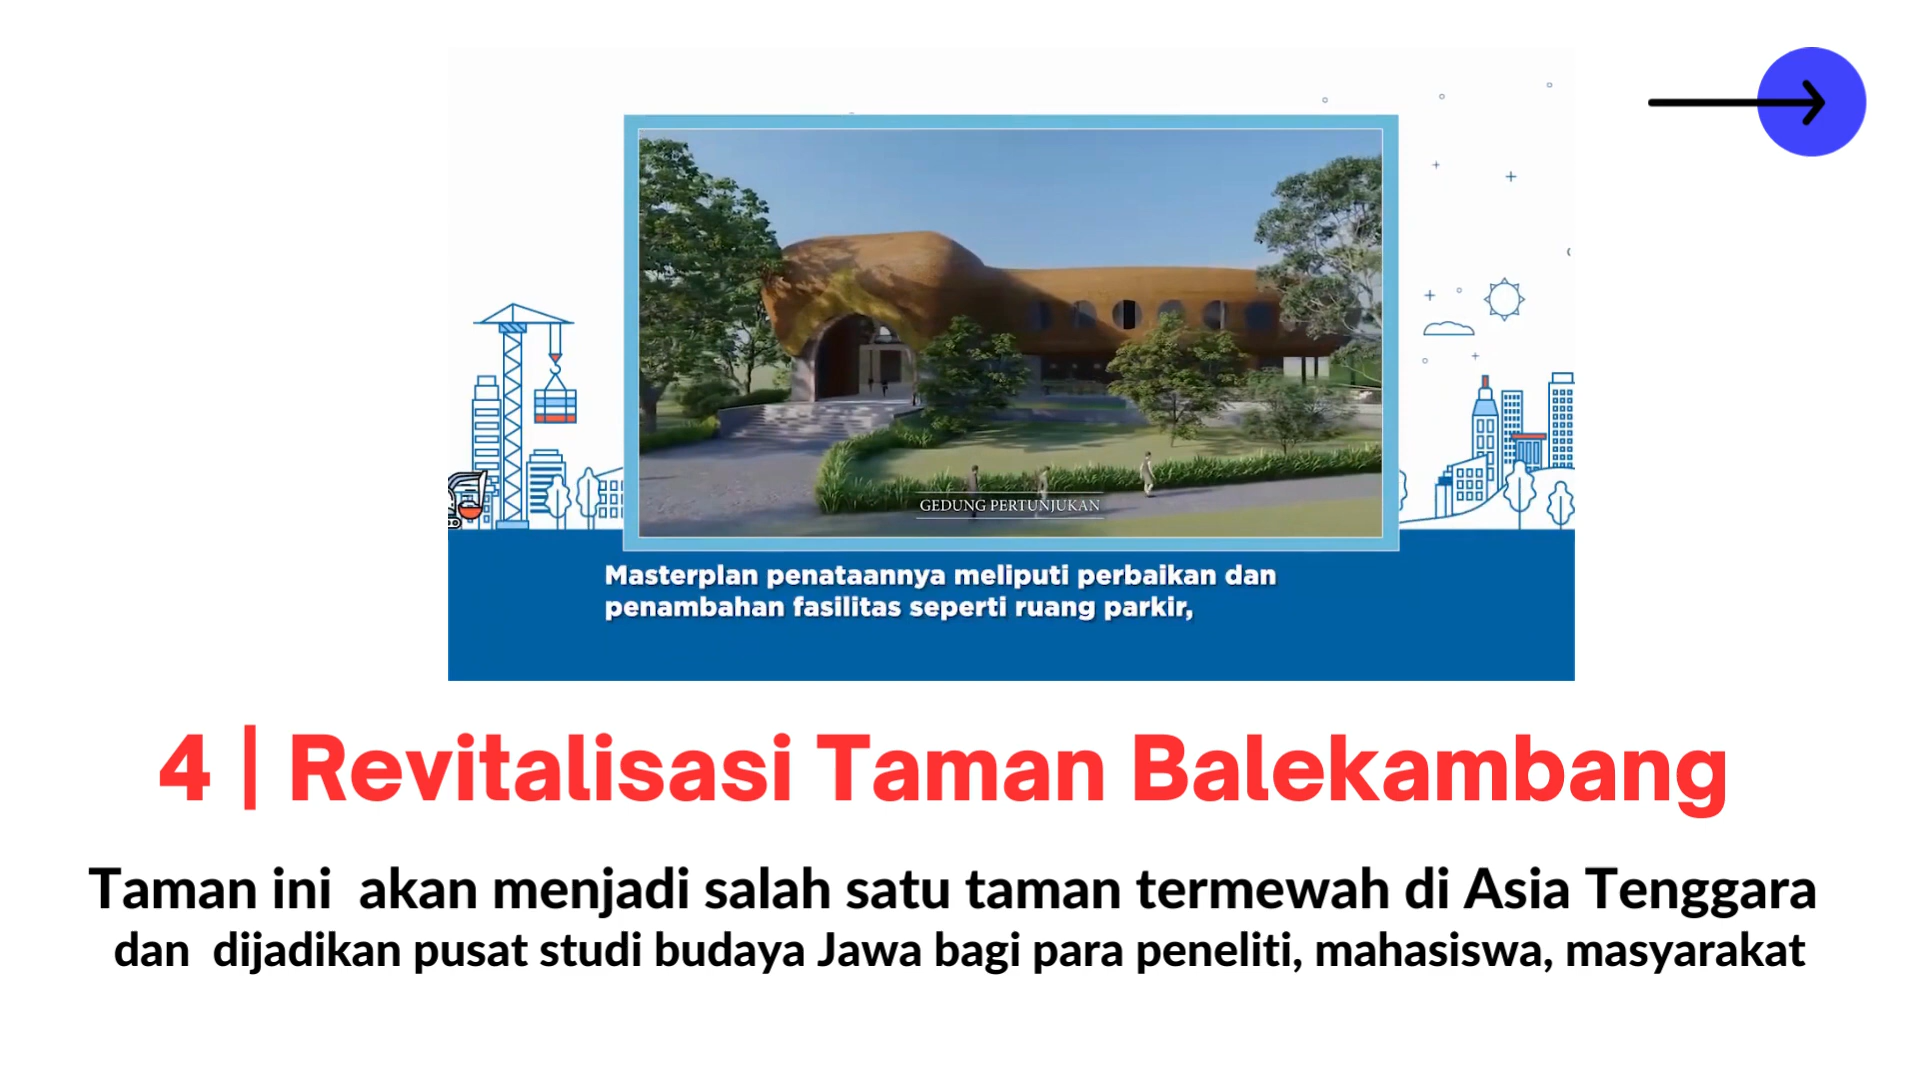 GEDUNG PERTUNJUKAN
Masterplan penataannya meliputi perbaikan dan
penambahan fasilitas seperti ruang parkir,
4 | Revitalisasi Taman Balekambang
Taman ini  akan menjadi salah satu taman termewah di Asia Tenggara
dan  dijadikan pusat studi budaya Jawa bagi para peneliti, mahasiswa, masyarakat